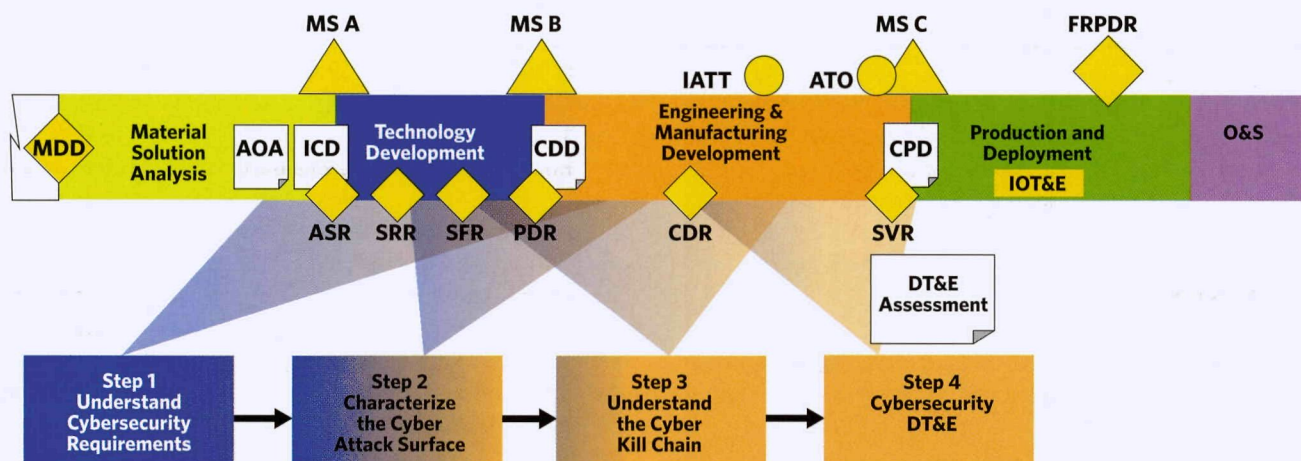 MS A
MS B
MS C
FRPDR
IATT
ATO
MDD
Material
Solution
Analysis
AOA
ICD
Technology
Development
CDD
Engineering &
Manufacturing
Development
CPD
Production and
Deployment
IOT&E
O&S
ASR
SRR
SFR
PDR
CDR
SVR
DT&E
Assessment
Step 1
Understand
Cybersecurity
Requirements
Step 2
Characterize
the Cyber
Attack Surface
Step 3
Understand
the Cyber
Kill Chain
Step 4
Cybersecurity
DT&E